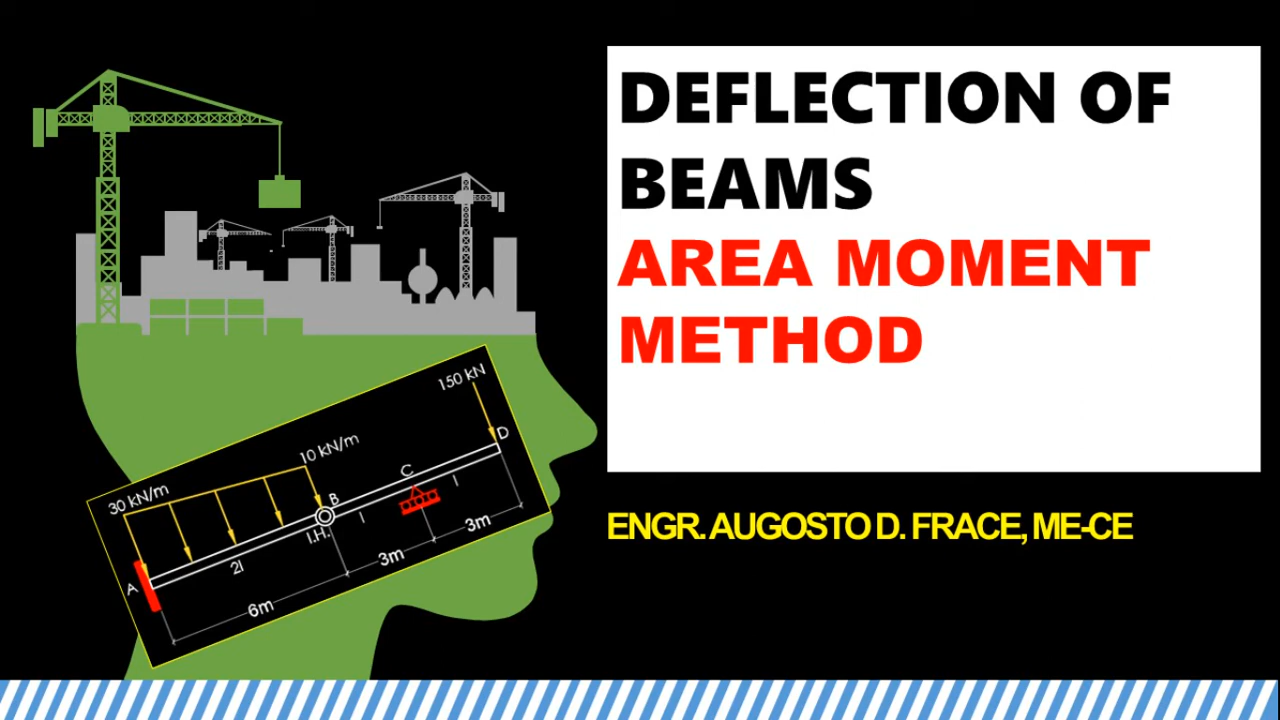 DEFLECTION OF
BEAMS
AREA MOMENT
METHOD
ENGR. AUGOSTO D. FRACE, ME-CE
150 kN
D
10 kN/m
C
I
30 kN/m
B
I
I.H.
3m
2I
3m
A
6m